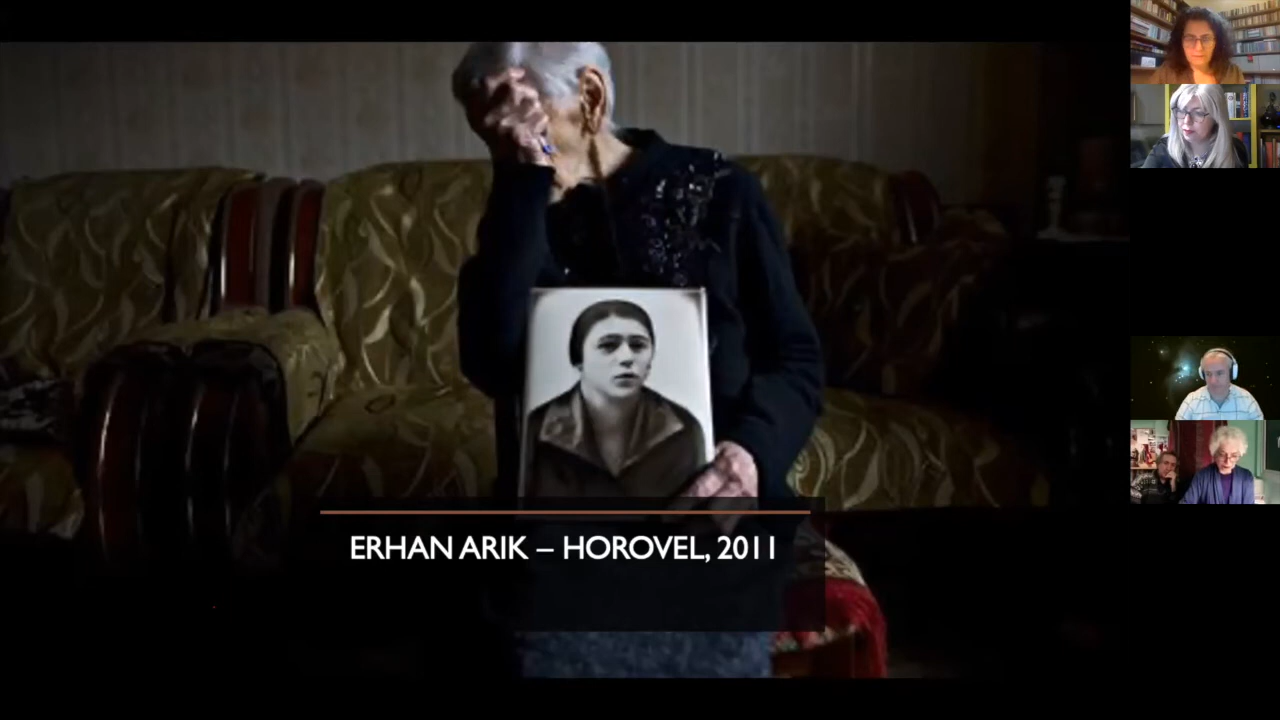 ERHAN ARIK – HOROVEL, 2011